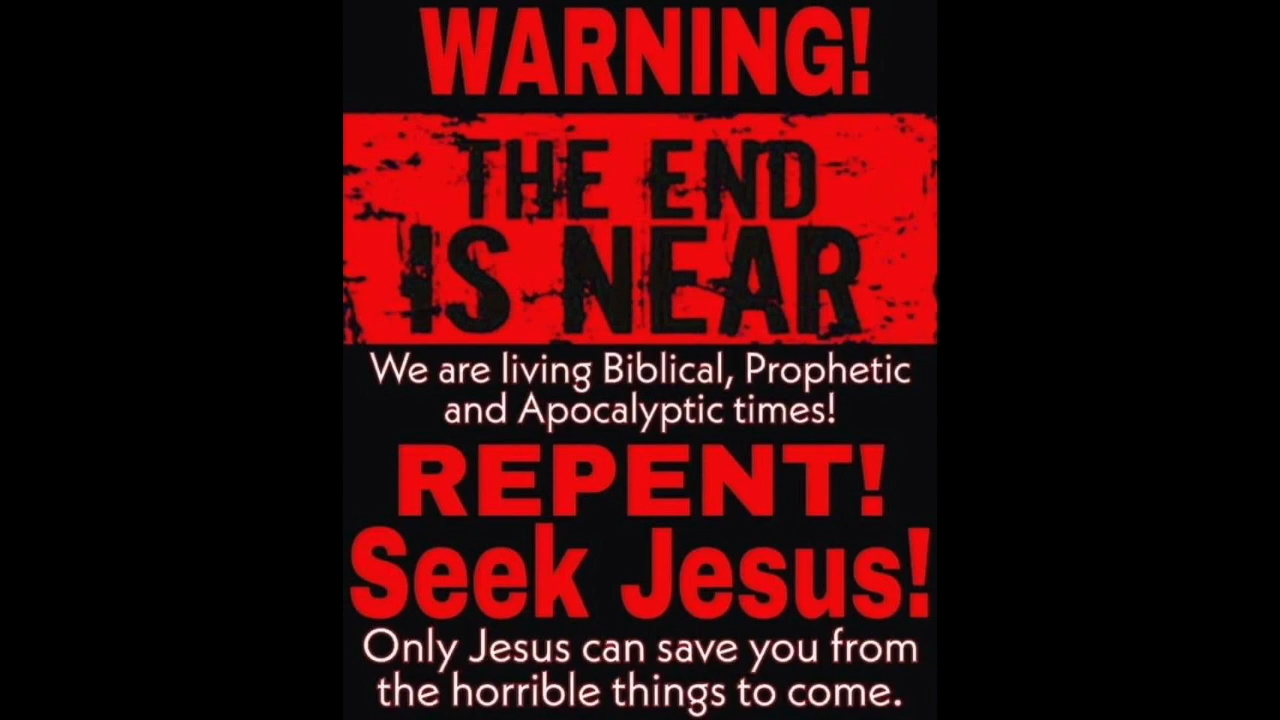 WARNING!
THE END
IS NEAR
We are living Biblical, Prophetic
and Apocalyptic times!
REPENT!
Seek Jesus!
Only Jesus can save you from
the horrible things to come.